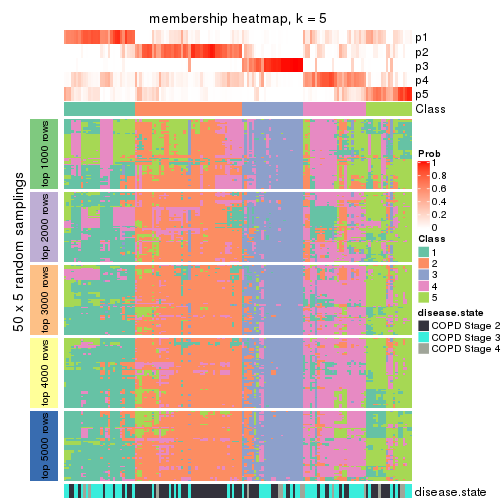 membership heatmap, k = 5
p1
p2
p3
p4
p5
Class
50 x 5 random samplings
top 1000 rows
top 2000 rows
top 3000 rows
top 4000 rows
top 5000 rows
Prob
1
0.8
0.6
0.4
0.2
0
Class
1
2
3
4
5
disease.state
COPD Stage 2
COPD Stage 3
COPD Stage 4
disease.state